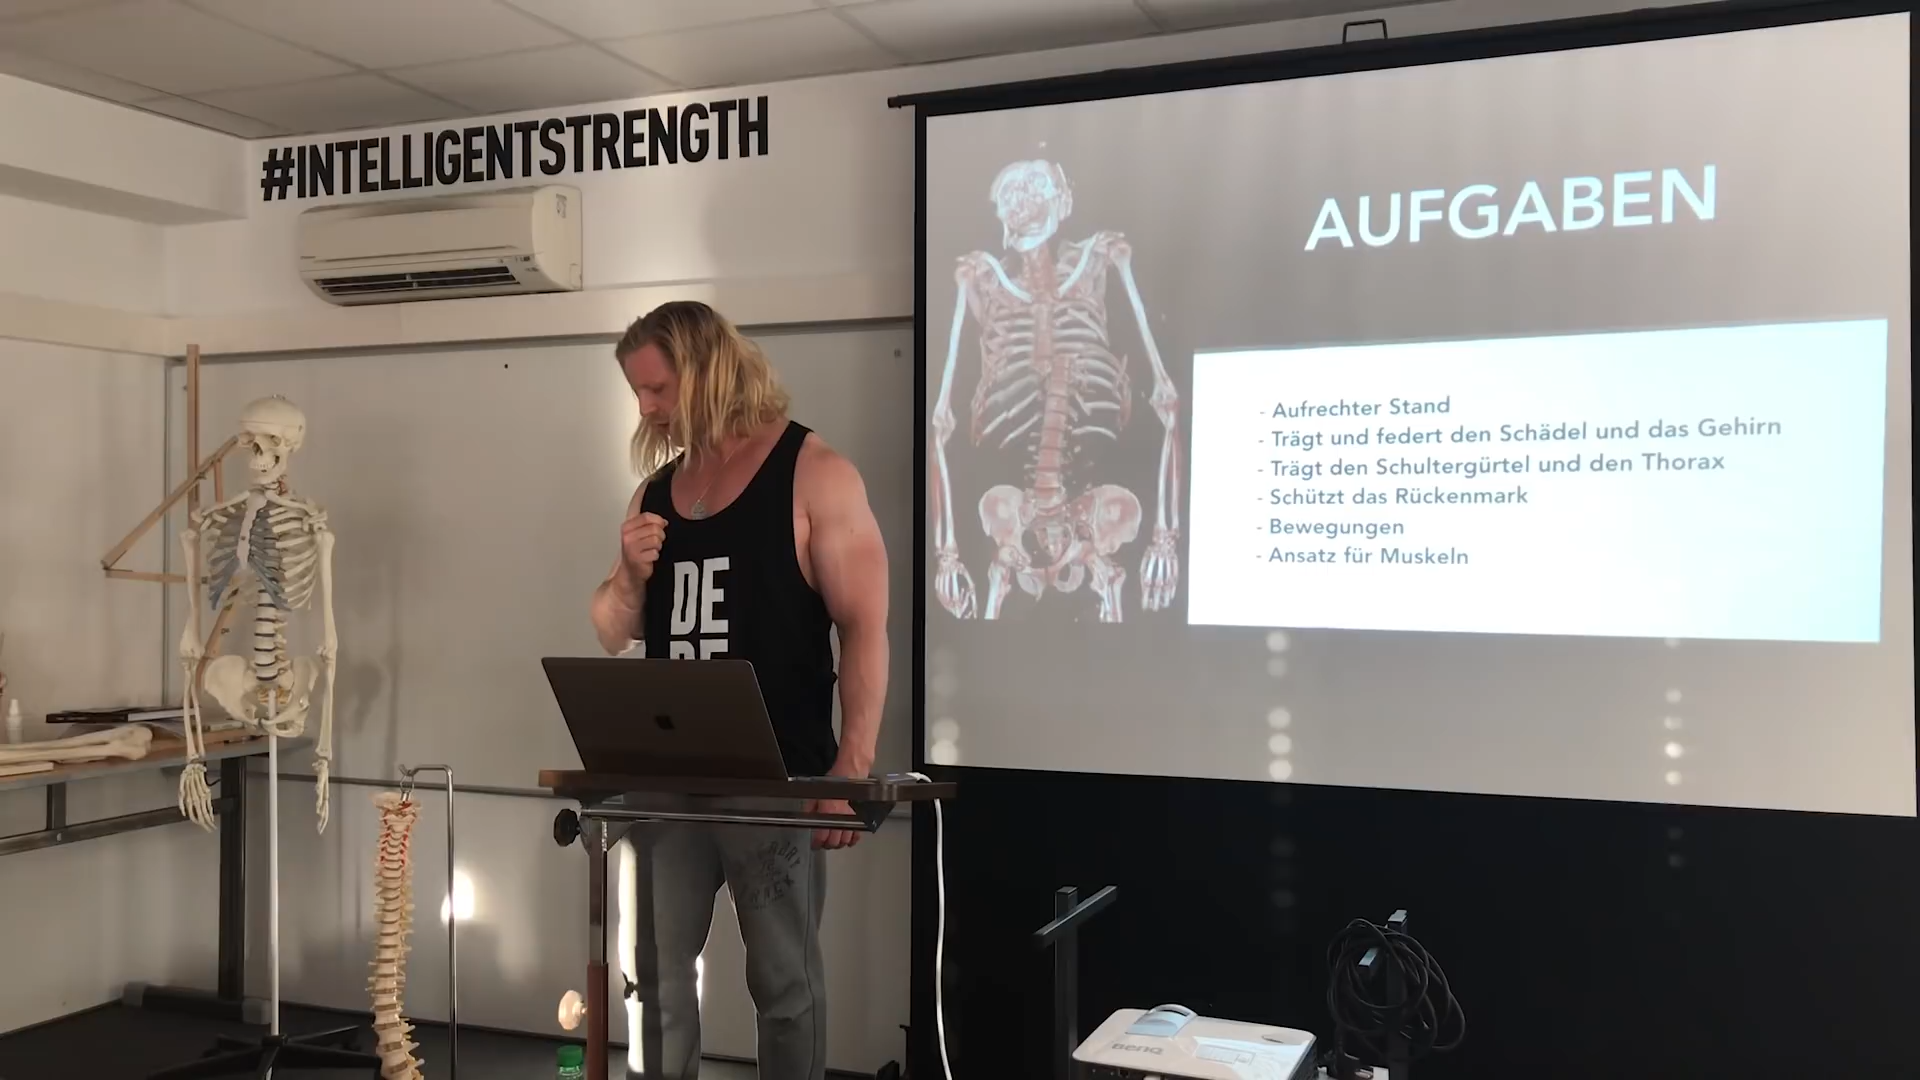 #INTELLIGENTSTRENGTH
AUFGABEN
- Aufrechter Stand
- Trägt und federt den Schädel und das Gehirn
- Trägt den Schultergürtel und den Thorax
- Schützt das Rückenmark
- Bewegungen
- Ansatz für Muskeln
DE
BenQ